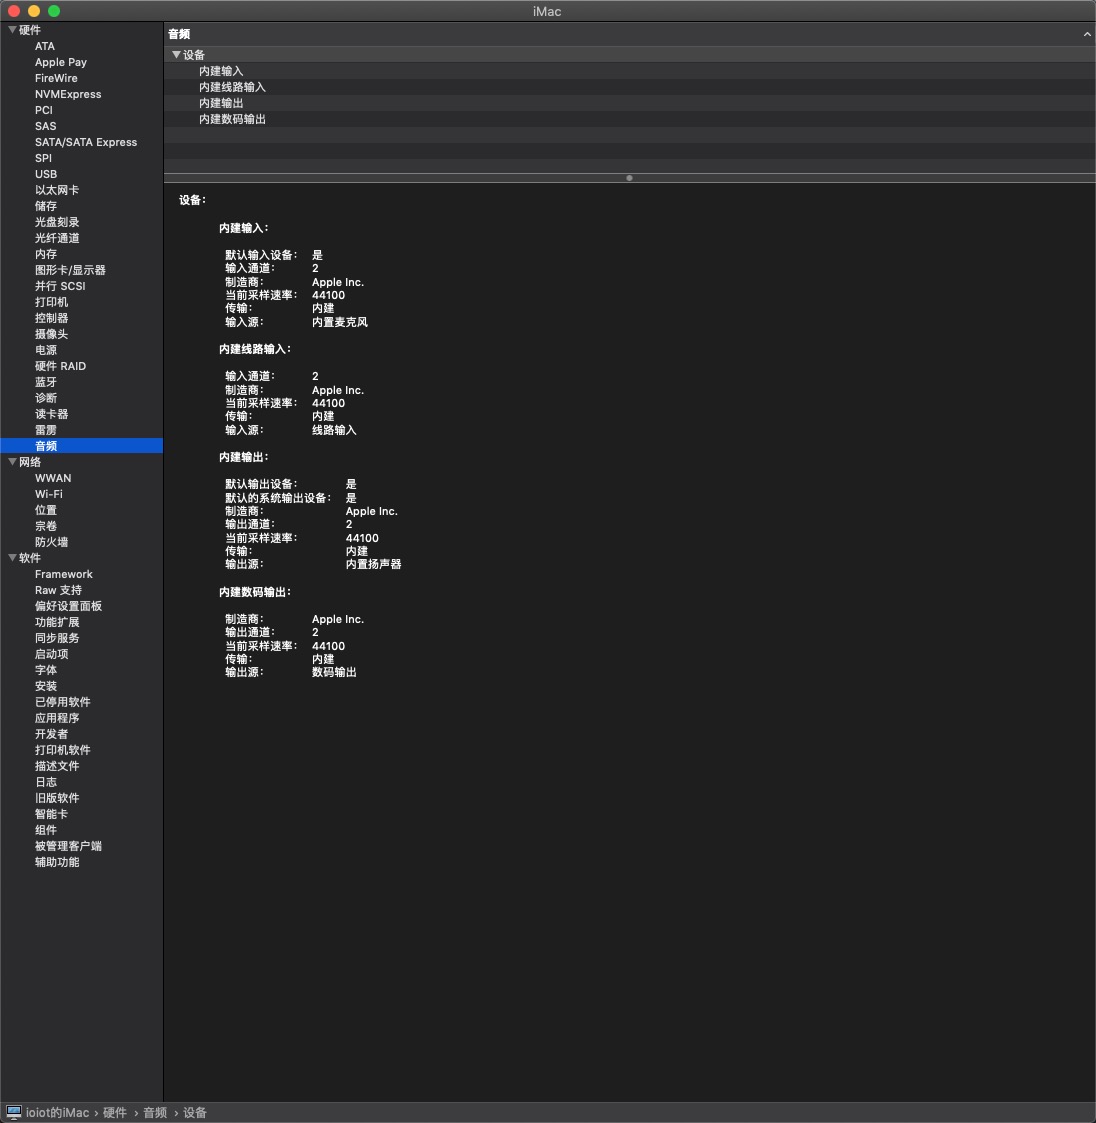 iMac
硬件
ATA
Apple Pay
FireWire
NVMExpress
PCI
SAS
SATA/SATA Express
SPI
USB
以太网卡
储存
光盘刻录
光纤通道
内存
图形卡/显示器
并行 SCSI
打印机
控制器
摄像头
电源
硬件 RAID
蓝牙
诊断
读卡器
雷雳
音频
网络
WWAN
Wi-Fi
位置
宗卷
防火墙
软件
Framework
Raw 支持
偏好设置面板
功能扩展
同步服务
启动项
字体
安装
已停用软件
应用程序
开发者
打印机软件
描述文件
日志
旧版软件
智能卡
组件
被管理客户端
辅助功能
音频
设备
内建输入
内建线路输入
内建输出
内建数码输出
设备：
内建输入：
默认输入设备： 是
输入通道： 2
制造商： Apple Inc.
当前采样速率： 44100
传输： 内建
输入源： 内置麦克风
内建线路输入：
输入通道： 2
制造商： Apple Inc.
当前采样速率： 44100
传输： 内建
输入源： 线路输入
内建输出：
默认输出设备： 是
默认的系统输出设备： 是
制造商： Apple Inc.
输出通道： 2
当前采样速率： 44100
传输： 内建
输出源： 内置扬声器
内建数码输出：
制造商： Apple Inc.
输出通道： 2
当前采样速率： 44100
传输： 内建
输出源： 数码输出
ioiot的iMac › 硬件 › 音频 › 设备